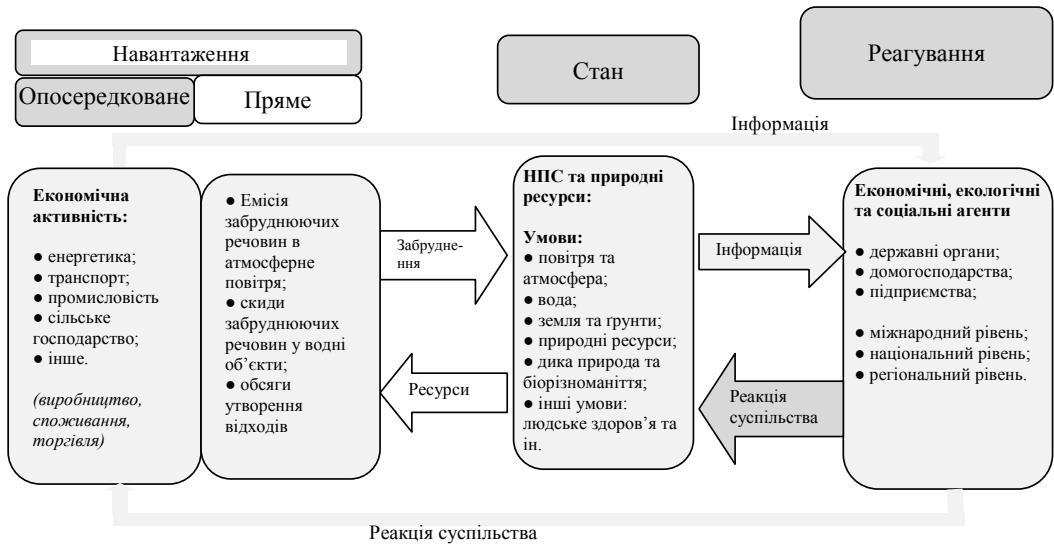 Навантаження
Опосередковане
Пряме
Стан
Реагування
Інформація
Економічна
активність:
● енергетика;
● транспорт;
● промисловість
● сільське
господарство;
● інше.
(виробництво,
споживання,
торгівля)
● Емісія
забруднюючих
речовин в
атмосферне
повітря;
● скиди
забруднюючих
речовин у водні
об’єкти;
● обсяги
утворення
відходів
Забрудне-
ння
Ресурси
НПС та природні
ресурси:
Умови:
● повітря та
атмосфера;
● вода;
● земля та ґрунти;
● природні ресурси;
● дика природа та
біорізноманіття;
● інші умови:
людське здоров’я та
ін.
Інформація
Реакція
суспільства
Економічні, екологічні
та соціальні агенти
● державні органи;
● домогосподарства;
● підприємства;
● міжнародний рівень;
● національний рівень;
● регіональний рівень.
Реакція суспільства